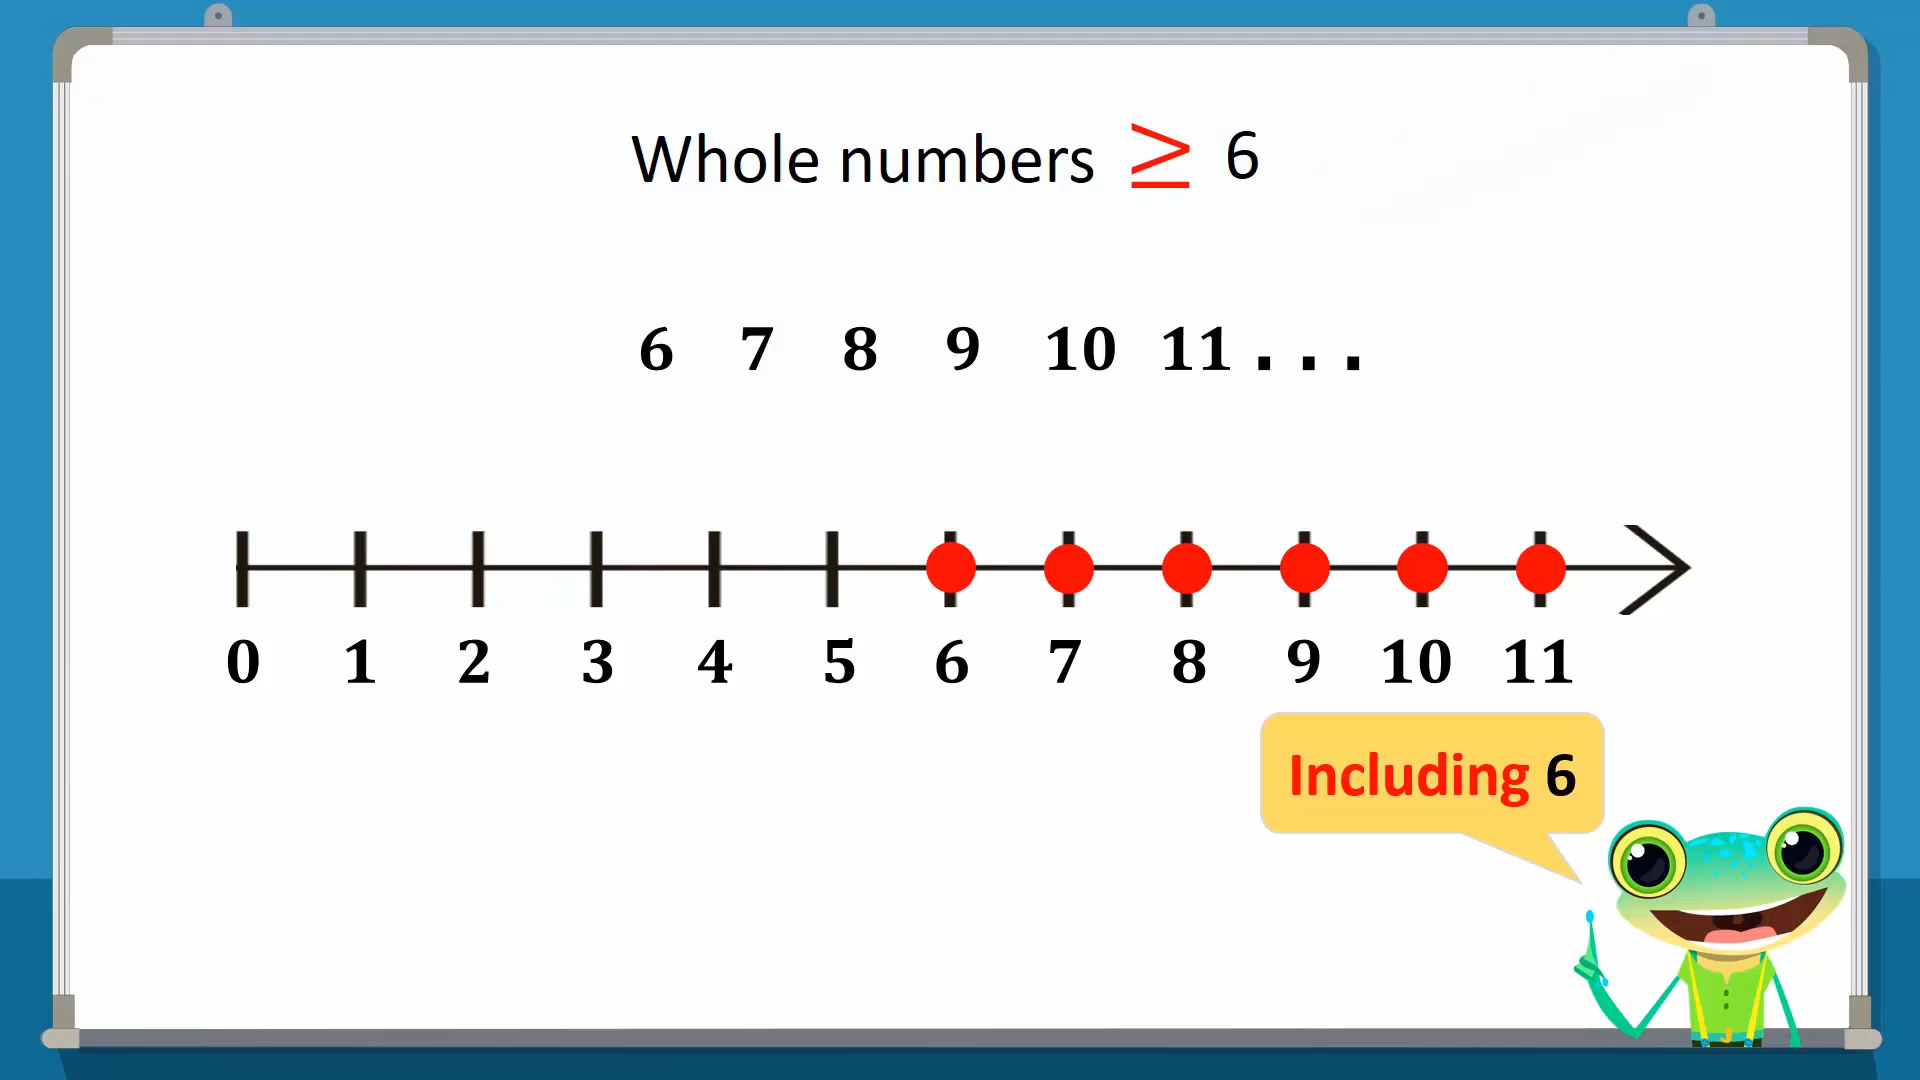 Whole numbers ≥ 6
6 7 8 9 10 11 . . .
0 1 2 3 4 5 6 7 8 9 10 11
Including 6